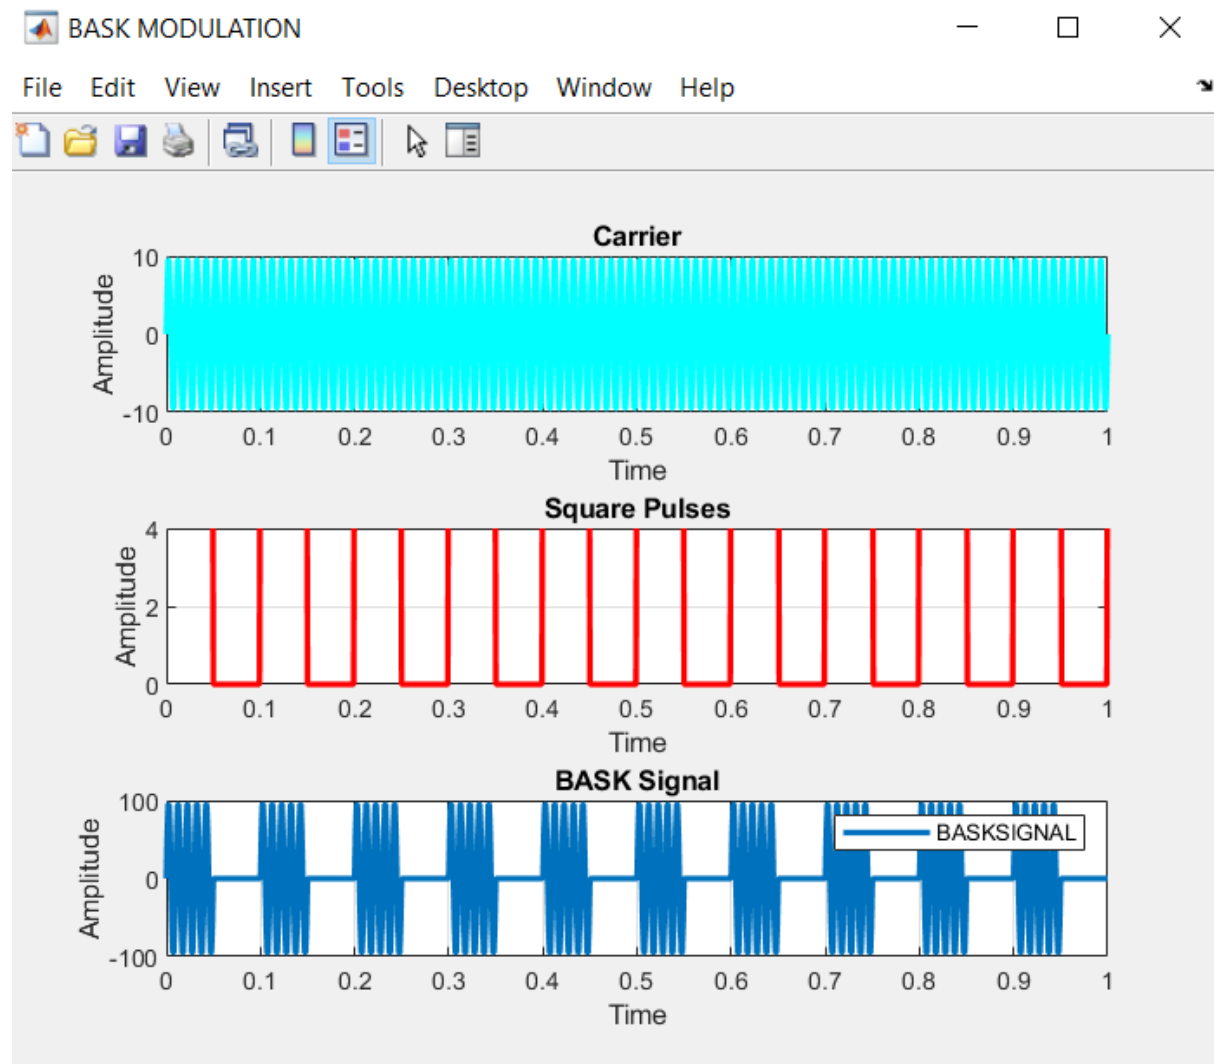 BASK MODULATION
File Edit View Insert Tools Desktop Window Help
Carrier
Amplitude
10
0
-10
0 0.1 0.2 0.3 0.4 0.5 0.6 0.7 0.8 0.9 1
Time
Square Pulses
Amplitude
4
2
0
0 0.1 0.2 0.3 0.4 0.5 0.6 0.7 0.8 0.9 1
Time
BASK Signal
Amplitude
100
0
-100
BASKSIGNAL
0 0.1 0.2 0.3 0.4 0.5 0.6 0.7 0.8 0.9 1
Time